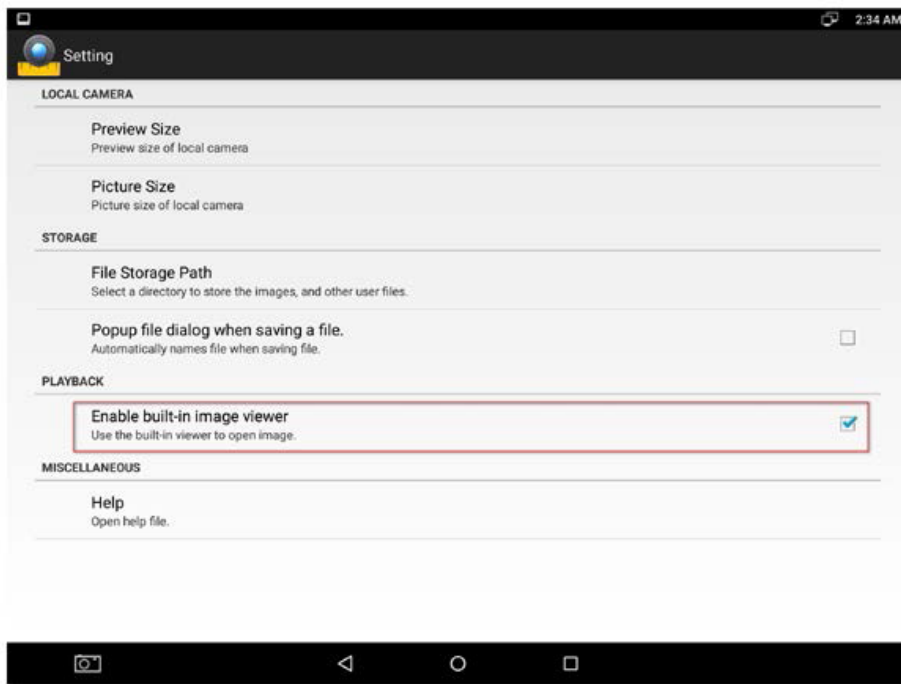 2:34 AM
Setting
LOCAL CAMERA
Preview Size
Preview size of local camera
Picture Size
Picture size of local camera
STORAGE
File Storage Path
Select a directory to store the images, and other user files.
Popup file dialog when saving a file.
Automatically names file when saving file.
PLAYBACK
Enable built-in image viewer
Use the built-in viewer to open image.
MISCELLANEOUS
Help
Open help file.